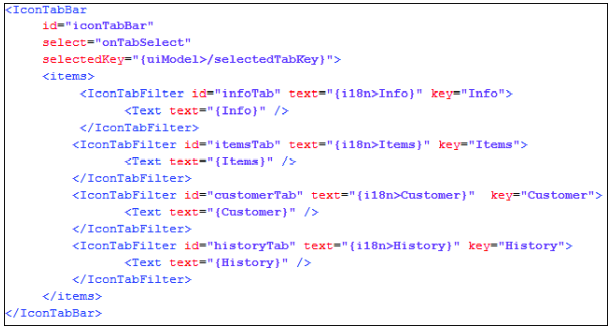 <IconTabBar
id="iconTabBar"
select="onTabSelect"
selectedKey="{uiModel>/selectedTabKey}">
<items>
<IconTabFilter id="infoTab" text="{i18n>Info}" key="Info">
<Text text="{Info}" />
</IconTabFilter>
<IconTabFilter id="itemsTab" text="{i18n>Items}" key="Items">
<Text text="{Items}" />
</IconTabFilter>
<IconTabFilter id="customerTab" text="{i18n>Customer}" key="Customer">
<Text text="{Customer}" />
</IconTabFilter>
<IconTabFilter id="historyTab" text="{i18n>History}" key="History">
<Text text="{History}" />
</IconTabFilter>
</items>
</IconTabBar>